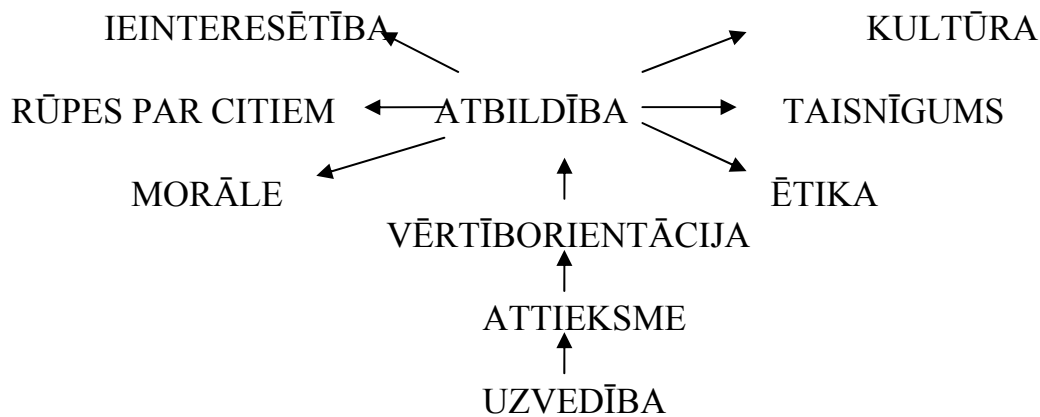 IEINTERESĒTĪBA KULTŪRA
RŪPES PAR CITIEM ATBILDĪBA TAISNĪGUMS
MORĀLE ĒTIKA
VĒRTĪBORIENTĀCIJA
ATTIEKSME
UZVEDĪBA